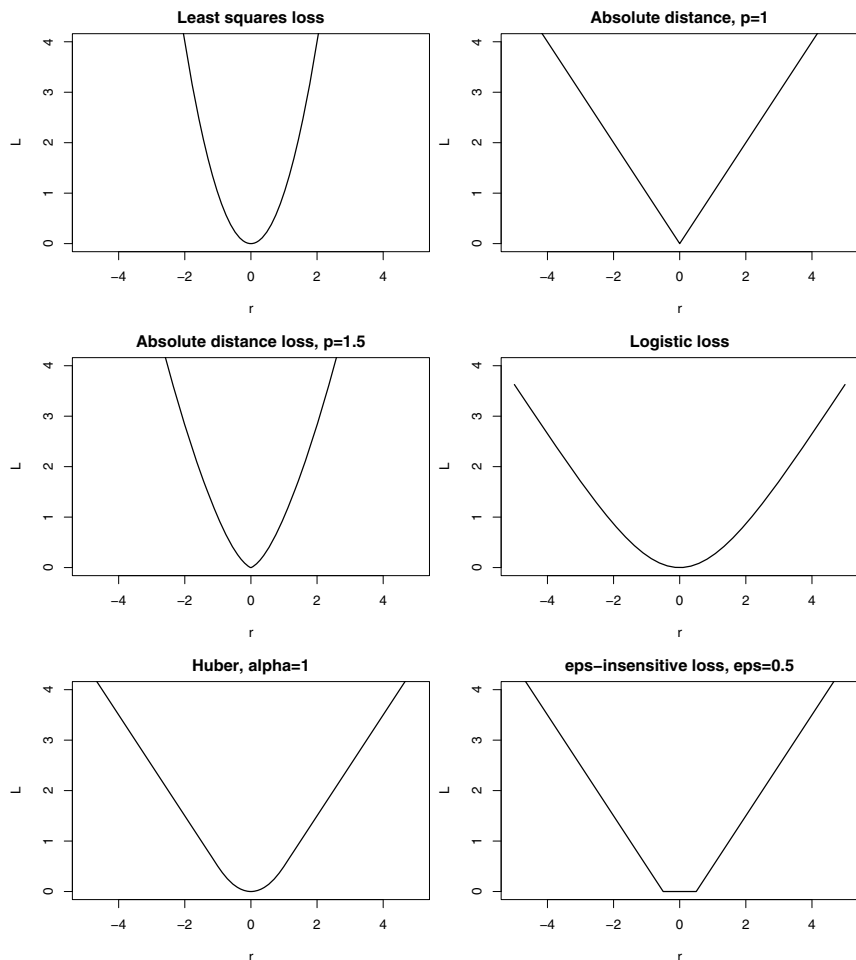 Least squares loss
L
0 1 2 3 4
−4 −2 0 2 4
r
Absolute distance, p=1
L
0 1 2 3 4
−4 −2 0 2 4
r
Absolute distance loss, p=1.5
L
0 1 2 3 4
−4 −2 0 2 4
r
Logistic loss
L
0 1 2 3 4
−4 −2 0 2 4
r
Huber, alpha=1
L
0 1 2 3 4
−4 −2 0 2 4
r
eps−insensitive loss, eps=0.5
L
0 1 2 3 4
−4 −2 0 2 4
r